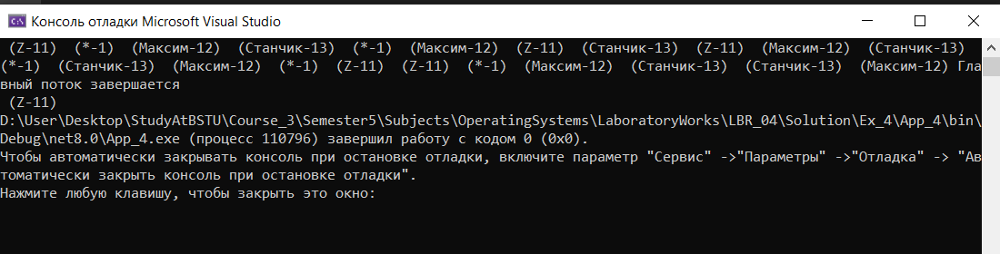 Консоль отладки Microsoft Visual Studio
(Z-11) (*-1) (Максим-12) (Станчик-13) (*-1) (Максим-12) (Z-11) (Станчик-13) (Z-11) (Максим-12) (Станчик-13)
(*-1) (Станчик-13) (Максим-12) (*-1) (Z-11) (Z-11) (*-1) (Максим-12) (Станчик-13) (Станчик-13) (Максим-12) Гла
вный поток завершается
(Z-11)
D:\User\Desktop\StudyAtBSTU\Course_3\Semester5\Subjects\OperatingSystems\LaboratoryWorks\LBR_04\Solution\Ex_4\App_4\bin\
Debug\net8.0\App_4.exe (процесс 110796) завершил работу с кодом 0 (0x0).
Чтобы автоматически закрывать консоль при остановке отладки, включите параметр "Сервис" ->"Параметры" ->"Отладка" -> "Ав
томатически закрыть консоль при остановке отладки".
Нажмите любую клавишу, чтобы закрыть это окно: